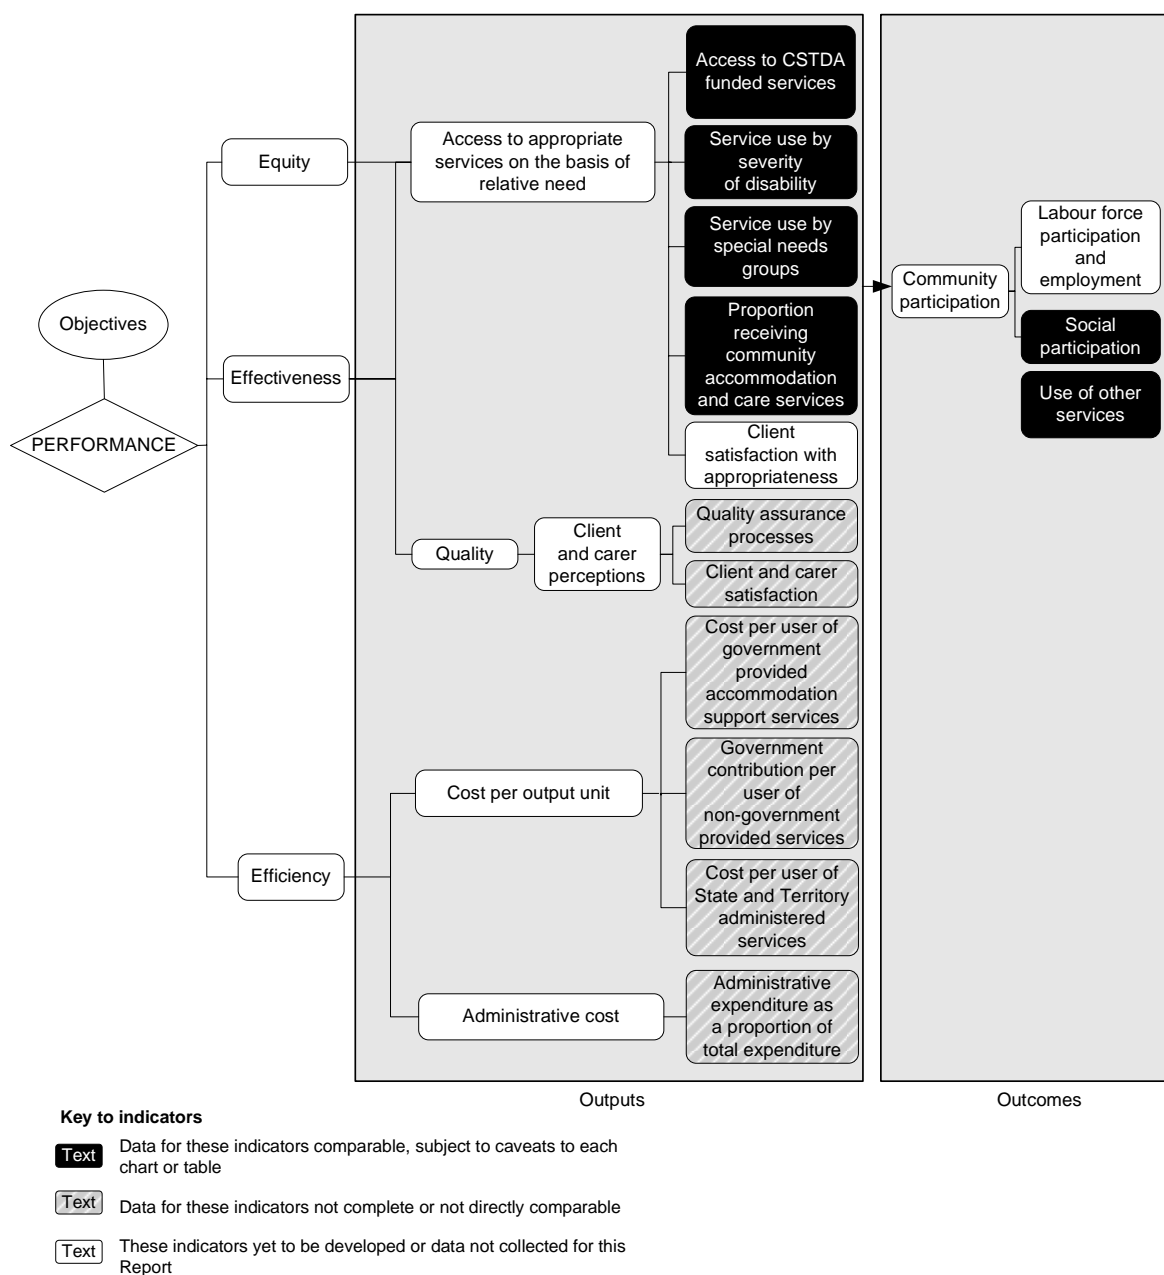 Objectives
PERFORMANCE
Equity
Effectiveness
Efficiency
Access to appropriate
services on the basis of
relative need
Quality
Client
and carer
perceptions
Cost per output unit
Administrative cost
Access to CSTDA
funded services
Service use by
severity
of disability
Service use by
special needs
groups
Proportion
receiving
community
accommodation
and care services
Client
satisfaction with
appropriateness
Quality assurance
processes
Client and carer
satisfaction
Cost per user of
government
provided
accommodation
support services
Government
contribution per
user of
non-government
provided services
Cost per user of
State and Territory
administered
services
Administrative
expenditure as
a proportion of
total expenditure
Community
participation
Labour force
participation
and
employment
Social
participation
Use of other
services
Outputs
Outcomes
Key to indicators
Text
Data for these indicators comparable, subject to caveats to each
chart or table
Text
Data for these indicators not complete or not directly comparable
Text
These indicators yet to be developed or data not collected for this
Report